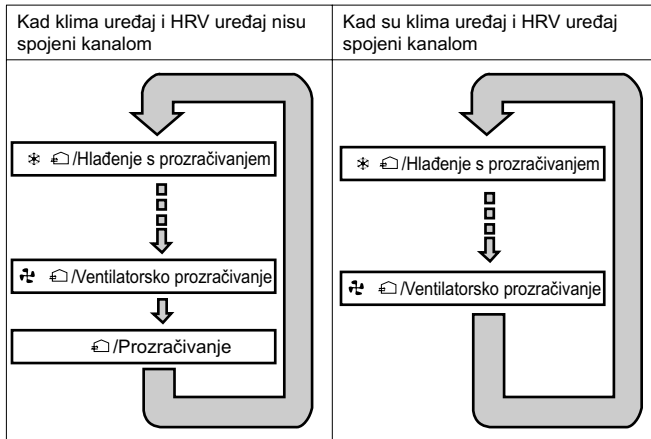 Kad klima uređaj i HRV uređaj nisu
spojeni kanalom
/Hlađenje s prozračivanjem
/Ventilatorsko prozračivanje
/Prozračivanje
Kad su klima uređaj i HRV uređaj
spojeni kanalom
/Hlađenje s prozračivanjem
/Ventilatorsko prozračivanje